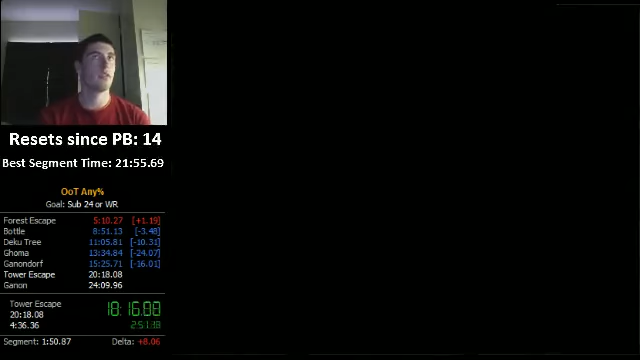 Resets since PB: 14
Best Segment Time: 21:55.69
OoT Any%
Goal: Sub 24 or WR
Forest Escape 5:10.27 [+1.19]
Bottle 8:51.13 [-3.48]
Deku Tree 11:05.81 [-10.31]
Ghoma 13:34.84 [-24.07]
Ganondorf 15:25.71 [-16.01]
Tower Escape 20:18.08
Ganon 24:09.96
Tower Escape
20:18.08
4:36.36
18:16.08
2:51.38
Segment: 1:50.87 Delta: +8.06